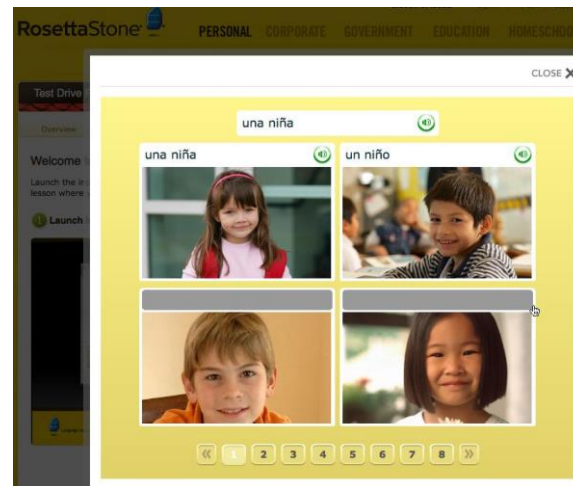 RosettaStone
PERSONAL CORPORATE GOVERNMENT EDUCATION HOMESCHOO
CLOSE X
Test Drive
Overview
Welcome
Launch the
lesson where
Launch
una niña
una niña
un niño
« 1 2 3 4 5 6 7 8 »